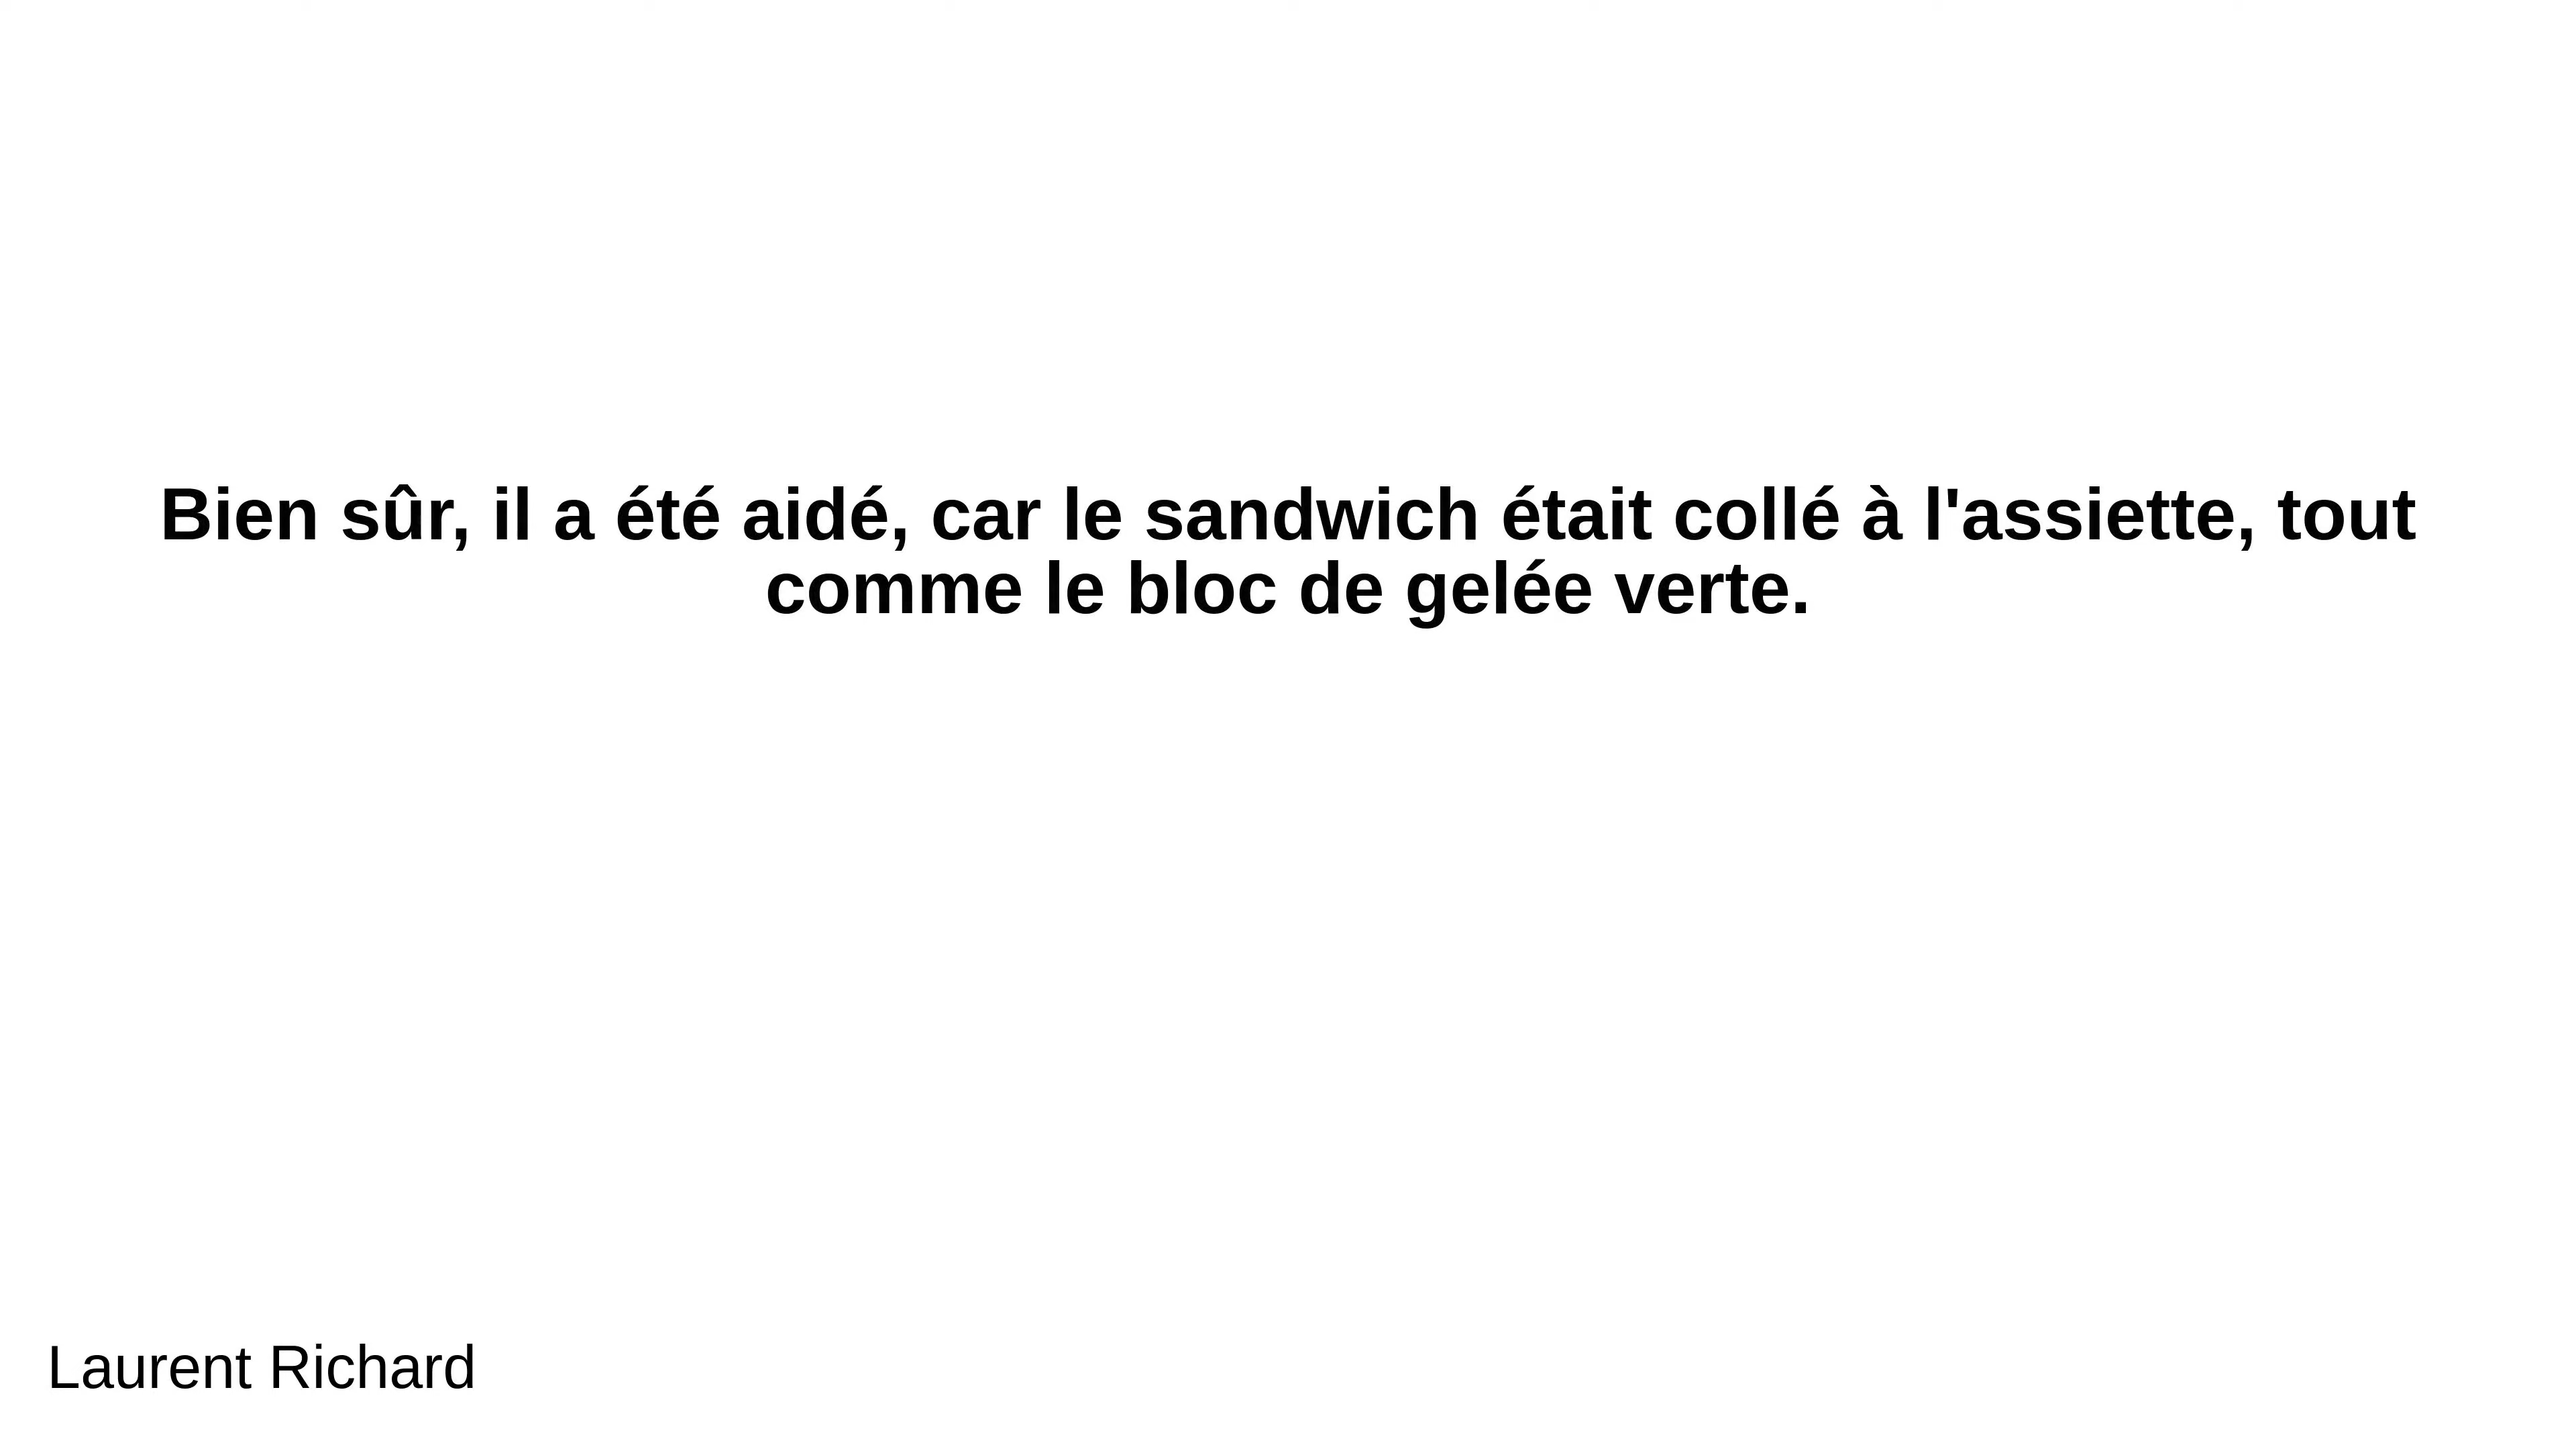 Bien sûr, il a été aidé, car le sandwich était collé à l'assiette, tout
comme le bloc de gelée verte.
Laurent Richard